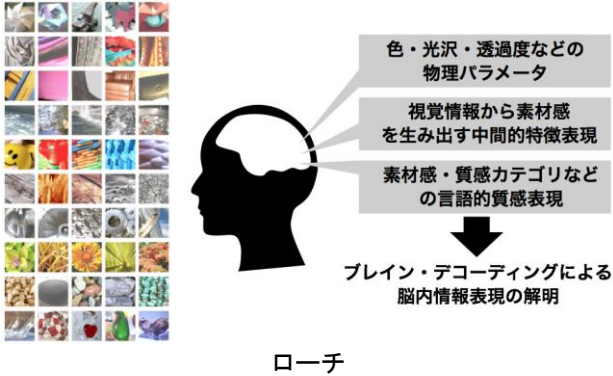 色・光沢・透過度などの
物理パラメータ
視覚情報から素材感
を生み出す中間的特徴表現
素材感・質感カテゴリなど
の言語的質感表現
ブレイン・デコーディングによる
脳内情報表現の解明
ローチ